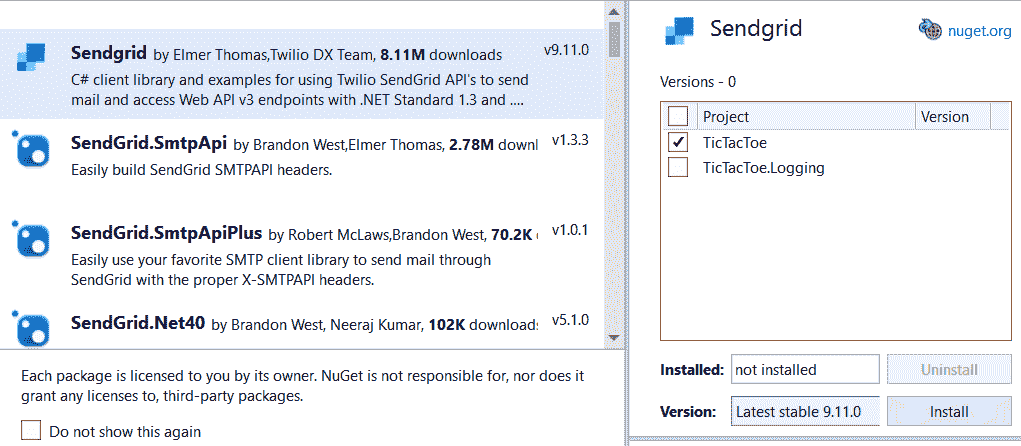 Sendgrid by Elmer Thomas,Twilio DX Team, 8.11M downloads v9.11.0
C# client library and examples for using Twilio SendGrid API's to send
mail and access Web API v3 endpoints with .NET Standard 1.3 and ....
SendGrid.SmtpApi by Brandon West,Elmer Thomas, 2.78M downl v1.3.3
Easily build SendGrid SMTPAPI headers.
SendGrid.SmtpApiPlus by Robert McLaws,Brandon West, 70.2K v1.0.1
Easily use your favorite SMTP client library to send mail through
SendGrid with the proper X-SMTPAPI headers.
SendGrid.Net40 by Brandon West, Neeraj Kumar, 102K downloads v5.1.0
Each package is licensed to you by its owner. NuGet is not responsible for, nor does it
grant any licenses to, third-party packages.
Do not show this again
Sendgrid
nuget.org
Versions - 0
Project Version
TicTacToe
TicTacToe.Logging
Installed: not installed Uninstall
Version: Latest stable 9.11.0 Install